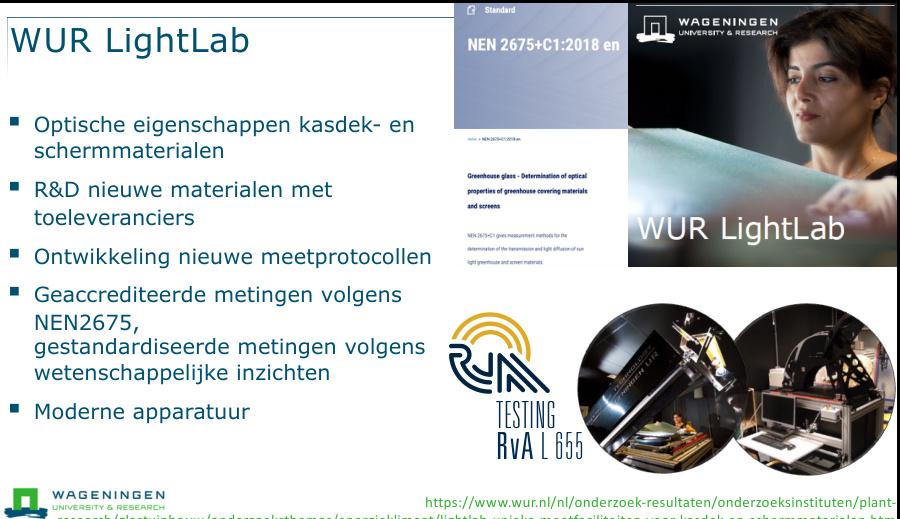 WUR LightLab
Optische eigenschappen kasdek- en
schermmaterialen
R&D nieuwe materialen met
toeleveranciers
Ontwikkeling nieuwe meetprotocollen
Geaccrediteerde metingen volgens
NEN2675,
gestandardiseerde metingen volgens
wetenschappelijke inzichten
Moderne apparatuur
Standard
NEN 2675+C1:2018 en
Home > NEN 2675+C1:2018 en
Greenhouse glass - Determination of optical
properties of greenhouse covering materials
and screens
NEN 2675+C1 gives measurement methods for the
determination of the transmission and light diffusion of sun
light greenhouse and screen materials.
WAGENINGEN
UNIVERSITY & RESEARCH
WUR LightLab
RvA
TESTING
RvA L 655
WAGENINGEN
UNIVERSITY & RESEARCH
https://www.wur.nl/nl/onderzoek-resultaten/onderzoeksinstituten/plant-